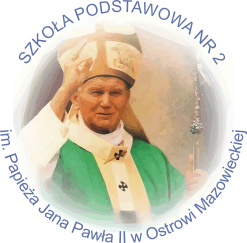 SZKOŁA PODSTAWOWA NR 2
im. Papieża Jana Pawła II w Ostrowi Mazowieckiej